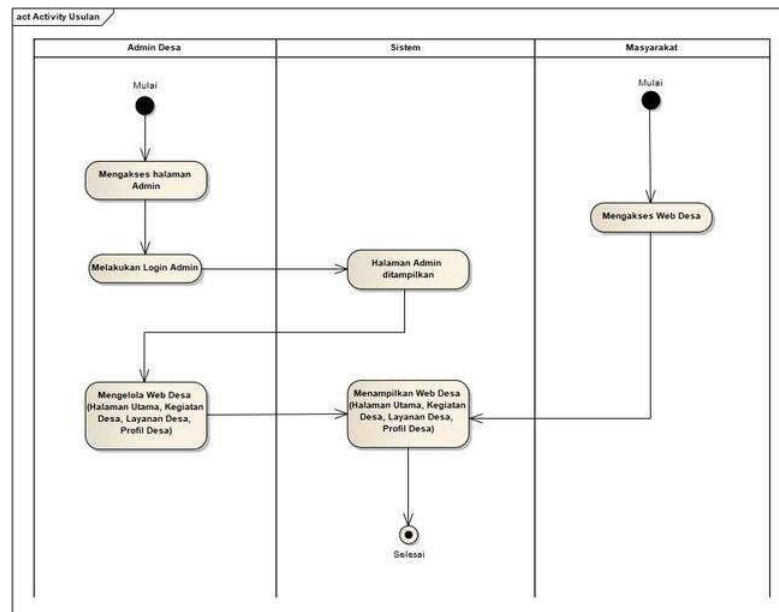 act Activity Usulan
Admin Desa
Sistem
Masyarakat
Mulai
Mulai
Mengakses halaman
Admin
Mengakses Web Desa
Melakukan Login Admin
Halaman Admin
ditampilkan
Mengelola Web Desa
(Halaman Utama, Kegiatan
Desa, Layanan Desa,
Profil Desa)
Menampilkan Web Desa
(Halaman Utama, Kegiatan
Desa, Layanan Desa,
Profil Desa)
Selesai